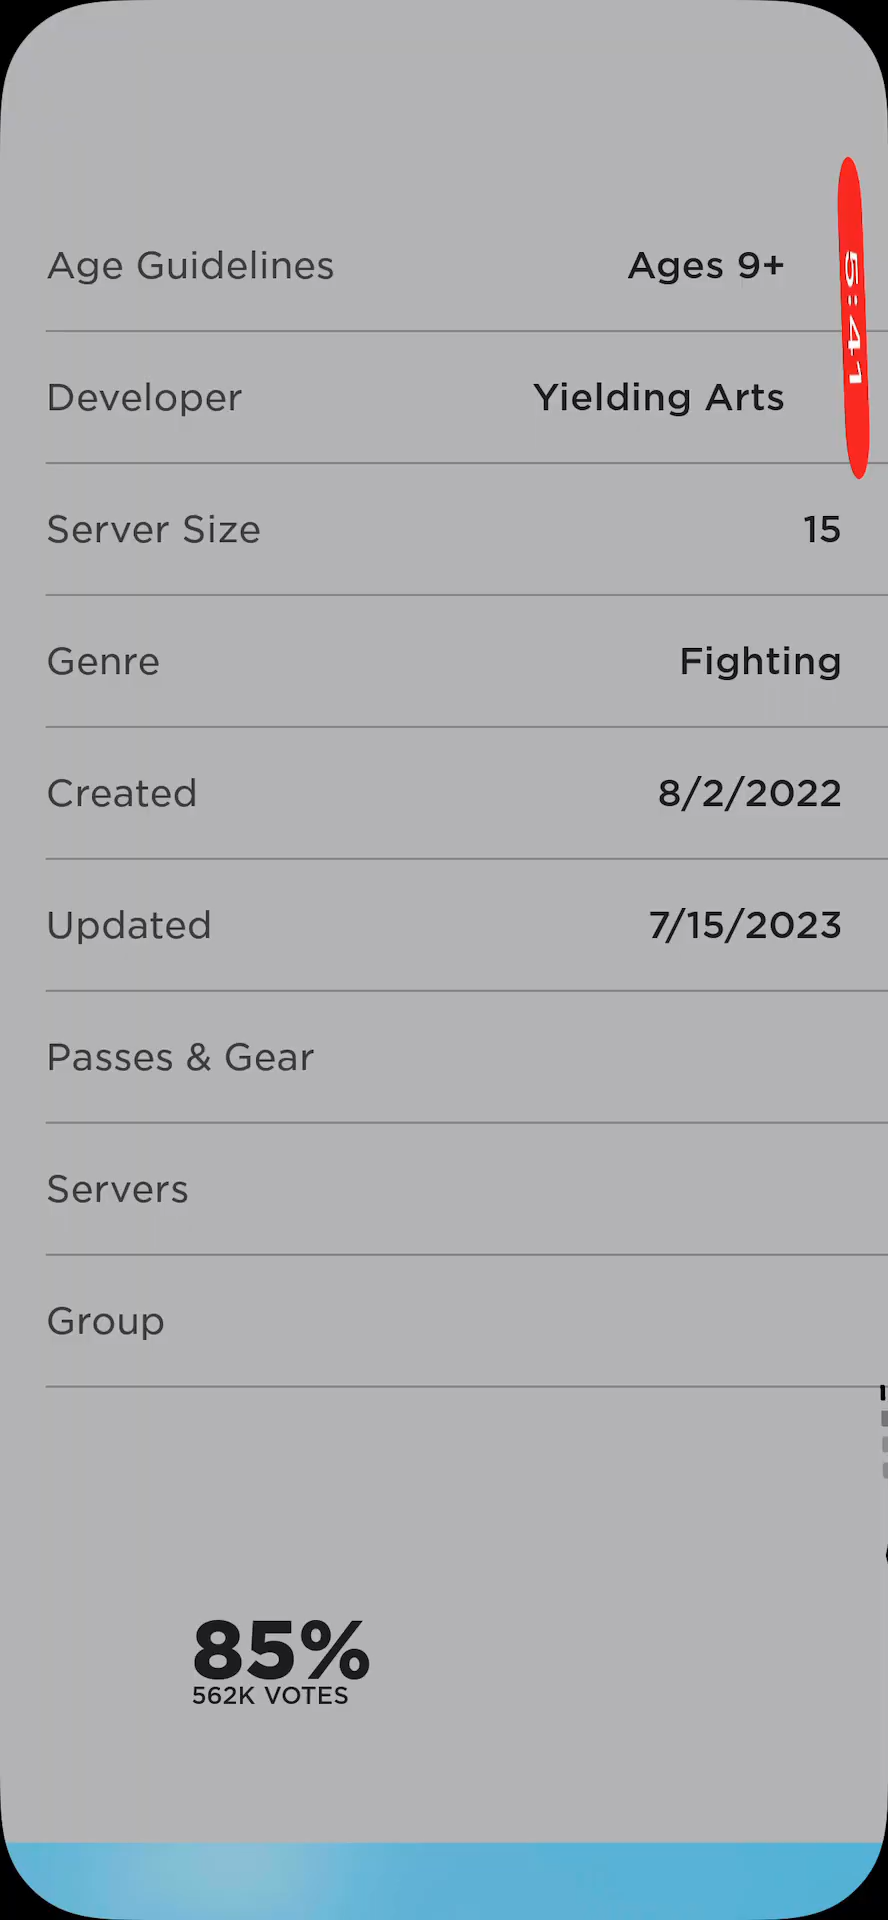 Age Guidelines Ages 9+
5:41
Developer Yielding Arts
Server Size 15
Genre Fighting
Created 8/2/2022
Updated 7/15/2023
Passes & Gear
Servers
Group
85%
562K VOTES